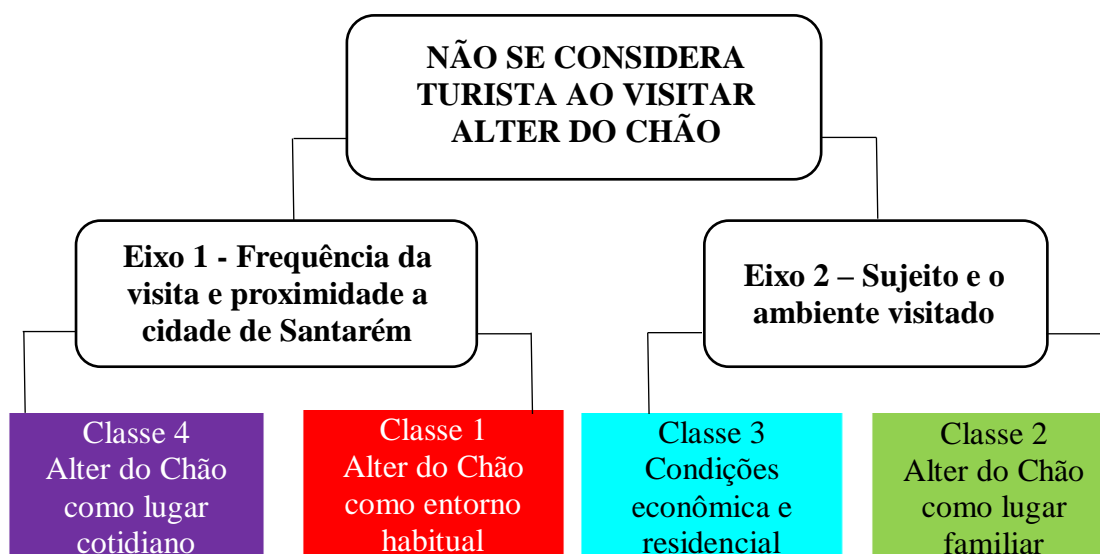 NÃO SE CONSIDERA
TURISTA AO VISITAR
ALTER DO CHÃO
Eixo 1 - Frequência da
visita e proximidade a
cidade de Santarém
Eixo 2 – Sujeito e o
ambiente visitado
Classe 4
Alter do Chão
como lugar
cotidiano
Classe 1
Alter do Chão
como entorno
habitual
Classe 3
Condições
econômica e
residencial
Classe 2
Alter do Chão
como lugar
familiar